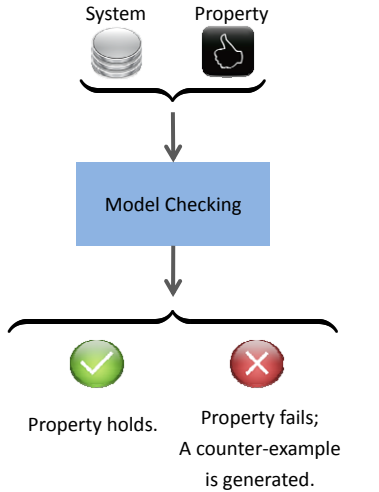 System Property
Model Checking
Property holds.
Property fails;
A counter-example
is generated.